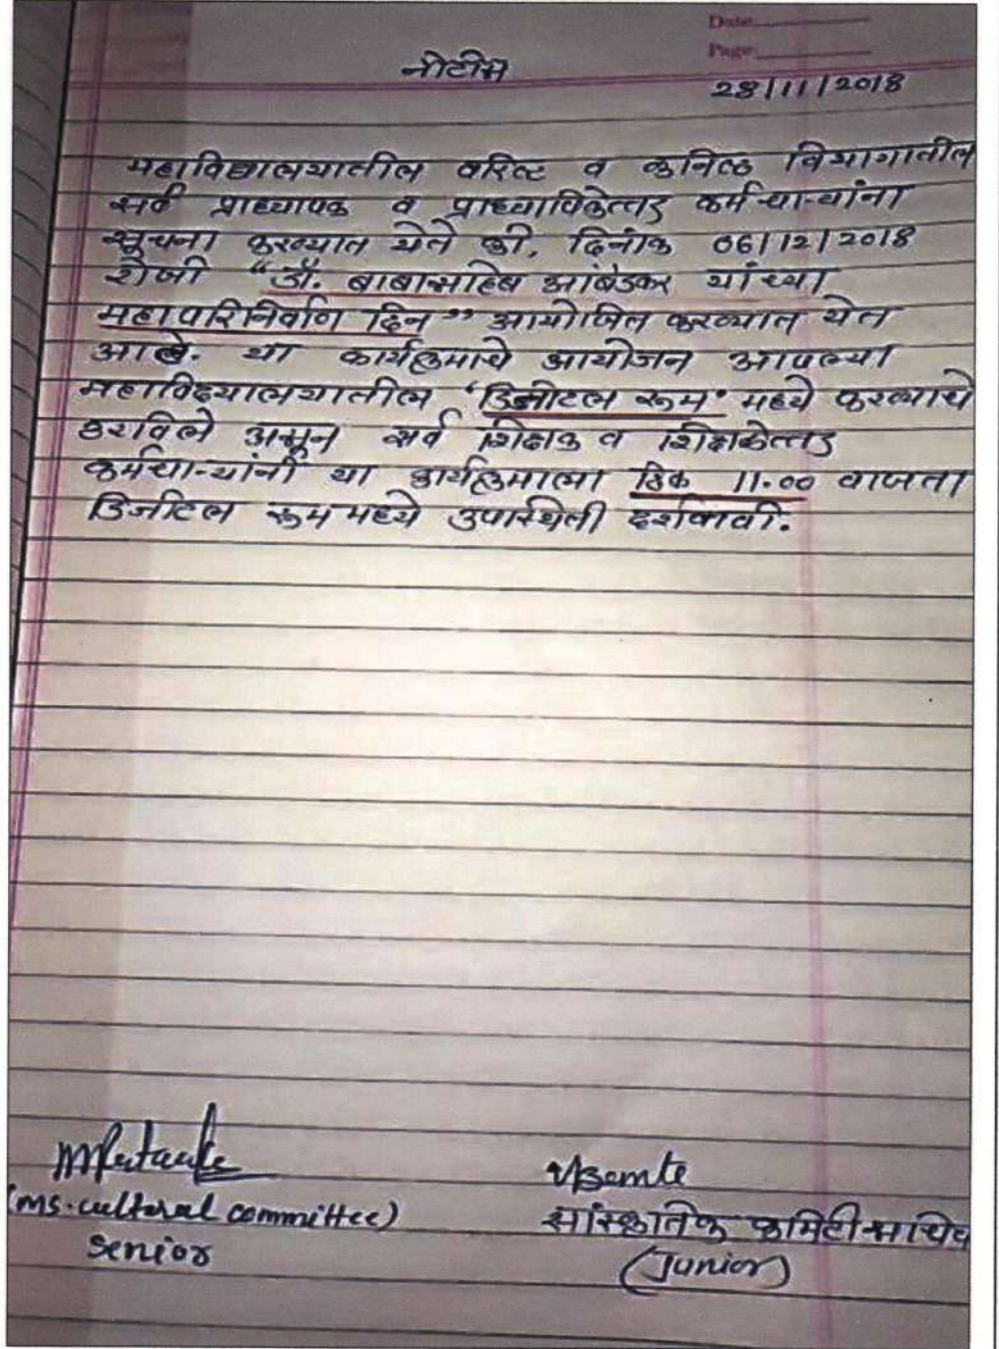 Date
Page
नोटीस
28/11/2018
महाविद्यालयातील वरिष्ठ व कनिष्ठ विभागातील
सर्व प्राध्यापक व प्राध्यापिकेत्तर कर्मचाऱ्यांना
सूचना करण्यात येते की, दिनांक 06/12/2018
रोजी "डॉ. बाबासाहेब आंबेडकर यांच्या
महापरिनिर्वाण दिन" आयोजित करण्यात येत
आहे. या कार्यक्रमाचे आयोजन आपल्या
महाविद्यालयातील 'डिजीटल रूम' मध्ये करण्याचे
ठरविले असून सर्व शिक्षक व शिक्षकेत्तर
कर्मचाऱ्यांनी या कार्यक्रमाला ठिक 11.00 वाजता
डिजीटल रूम मध्ये उपस्थिती दर्शवावी.
(ms. cultural committee)
senior
सांस्कृतिक कमिटी सचिव
(Junior)